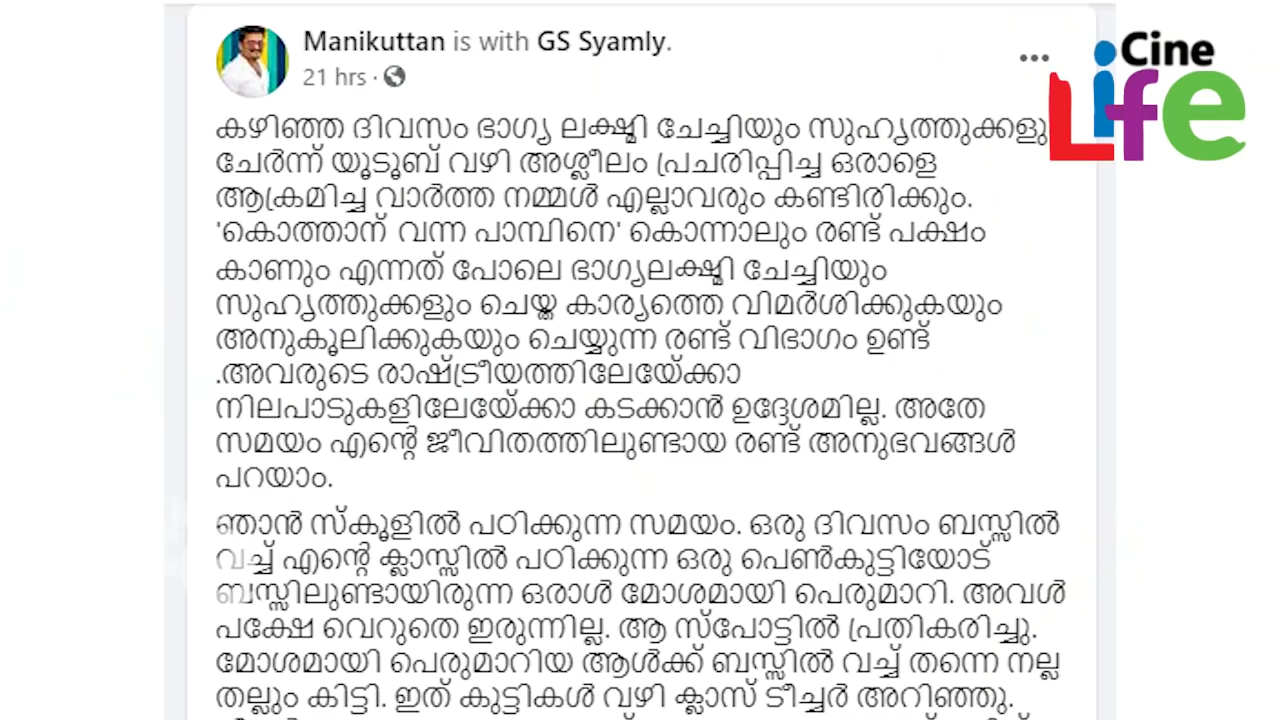 Manikuttan is with GS Syamly.
21 hrs ·
Cine
Life
കഴിഞ്ഞ ദിവസം ഭാഗ്യ ലക്ഷ്മി ചേച്ചിയും സുഹൃത്തുക്കളു
ചേർന്ന് യൂടൂബ് വഴി അശ്ലീലം പ്രചരിപ്പിച്ച ഒരാളെ
ആക്രമിച്ച വാർത്ത നമ്മൾ എല്ലാവരും കണ്ടിരിക്കും.
'കൊത്താന് വന്ന പാമ്പിനെ' കൊന്നാലും രണ്ട് പക്ഷം
കാണും എന്നത് പോലെ ഭാഗ്യലക്ഷ്മി ചേച്ചിയും
സുഹൃത്തുക്കളും ചെയ്ത കാര്യത്തെ വിമർശിക്കുകയും
അനുകൂലിക്കുകയും ചെയ്യുന്ന രണ്ട് വിഭാഗം ഉണ്ട്
.അവരുടെ രാഷ്ട്രീയത്തിലേയ്ക്കോ
നിലപാടുകളിലേയ്ക്കോ കടക്കാൻ ഉദ്ദേശമില്ല. അതേ
സമയം എന്റെ ജീവിതത്തിലുണ്ടായ രണ്ട് അനുഭവങ്ങൾ
പറയാം.
ഞാൻ സ്കൂളിൽ പഠിക്കുന്ന സമയം. ഒരു ദിവസം ബസ്സിൽ
വച്ച് എന്റെ ക്ലാസ്സിൽ പഠിക്കുന്ന ഒരു പെൺകുട്ടിയോട്
ബസ്സിലുണ്ടായിരുന്ന ഒരാൾ മോശമായി പെരുമാറി. അവൾ
പക്ഷേ വെറുതെ ഇരുന്നില്ല. ആ സ്പോട്ടിൽ പ്രതികരിച്ചു.
മോശമായി പെരുമാറിയ ആൾക്ക് ബസ്സിൽ വച്ച് തന്നെ നല്ല
തല്ലും കിട്ടി. ഇത് കുട്ടികൾ വഴി ക്ലാസ് ടീച്ചർ അറിഞ്ഞു.